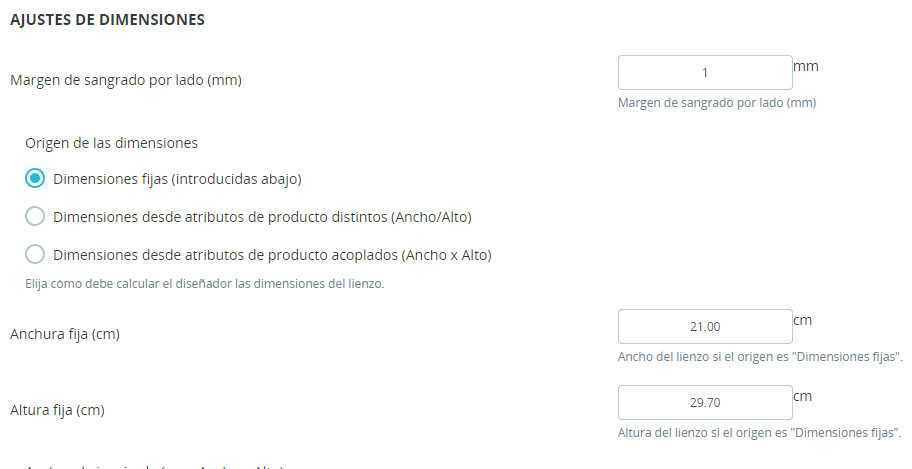 AJUSTES DE DIMENSIONES
Margen de sangrado por lado (mm)
1
mm
Margen de sangrado por lado (mm)
Origen de las dimensiones
Dimensiones fijas (introducidas abajo)
Dimensiones desde atributos de producto distintos (Ancho/Alto)
Dimensiones desde atributos de producto acoplados (Ancho x Alto)
Elija cómo debe calcular el diseñador las dimensiones del lienzo.
Anchura fija (cm)
21.00
cm
Ancho del lienzo si el origen es "Dimensiones fijas".
Altura fija (cm)
29.70
cm
Altura del lienzo si el origen es "Dimensiones fijas".